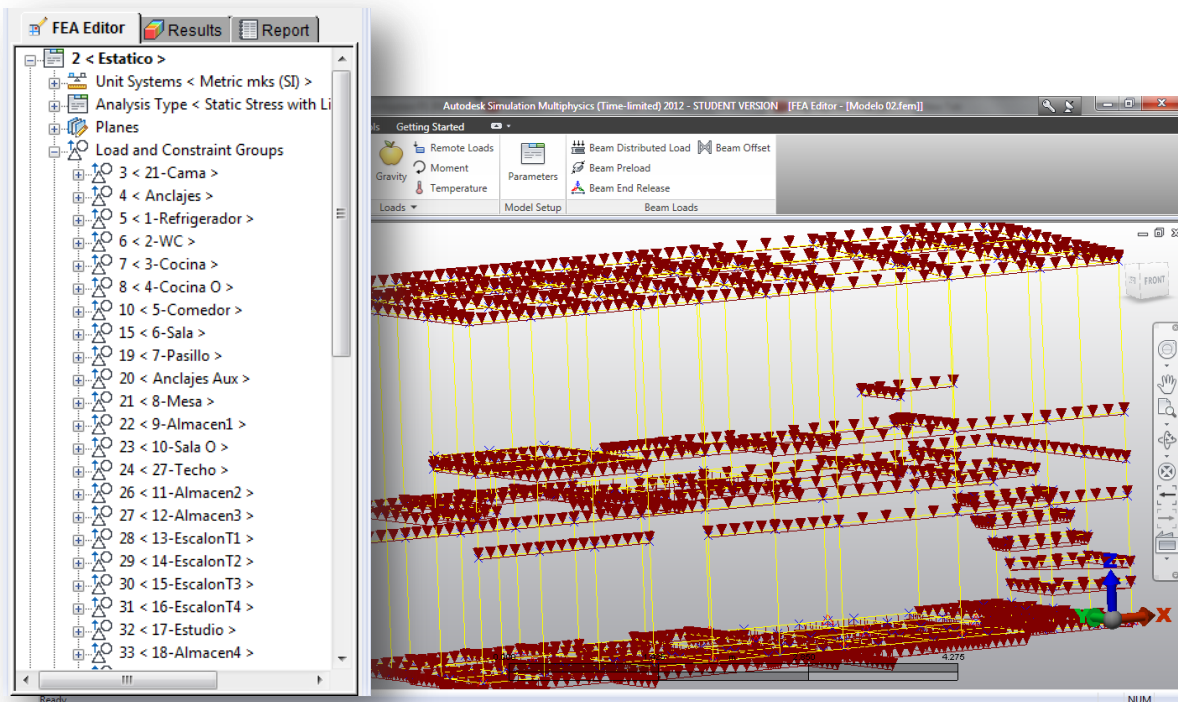 FEA Editor Results Report
2 < Estatico >
Unit Systems < Metric mks (SI) >
Analysis Type < Static Stress with Li
Planes
Load and Constraint Groups
3 < 21-Cama >
4 < Anclajes >
5 < 1-Refrigerador >
6 < 2-WC >
7 < 3-Cocina >
8 < 4-Cocina O >
10 < 5-Comedor >
15 < 6-Sala >
19 < 7-Pasillo >
20 < Anclajes Aux >
21 < 8-Mesa >
22 < 9-Almacen1 >
23 < 10-Sala O >
24 < 27-Techo >
26 < 11-Almacen2 >
27 < 12-Almacen3 >
28 < 13-EscalonT1 >
29 < 14-EscalonT2 >
30 < 15-EscalonT3 >
31 < 16-EscalonT4 >
32 < 17-Estudio >
33 < 18-Almacen4 >
Ready
Autodesk Simulation Multiphysics (Time-limited) 2012 - STUDENT VERSION - [FEA Editor - [Modelo 02.fem]]
ls Getting Started
Gravity
Remote Loads
Moment
Temperature
Loads
Parameters
Model Setup
Beam Distributed Load Beam Offset
Beam Preload
Beam End Release
Beam Loads
FRONT
Z
X
4.275
NUM